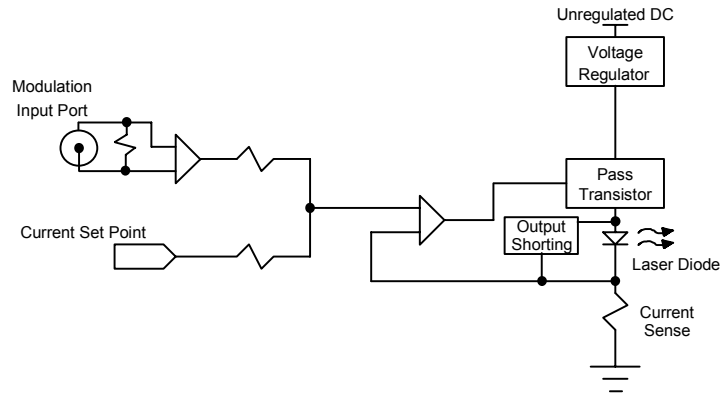 Unregulated DC
Voltage
Regulator
Modulation
Input Port
Pass
Transistor
Current Set Point
Output
Shorting
Laser Diode
Current
Sense